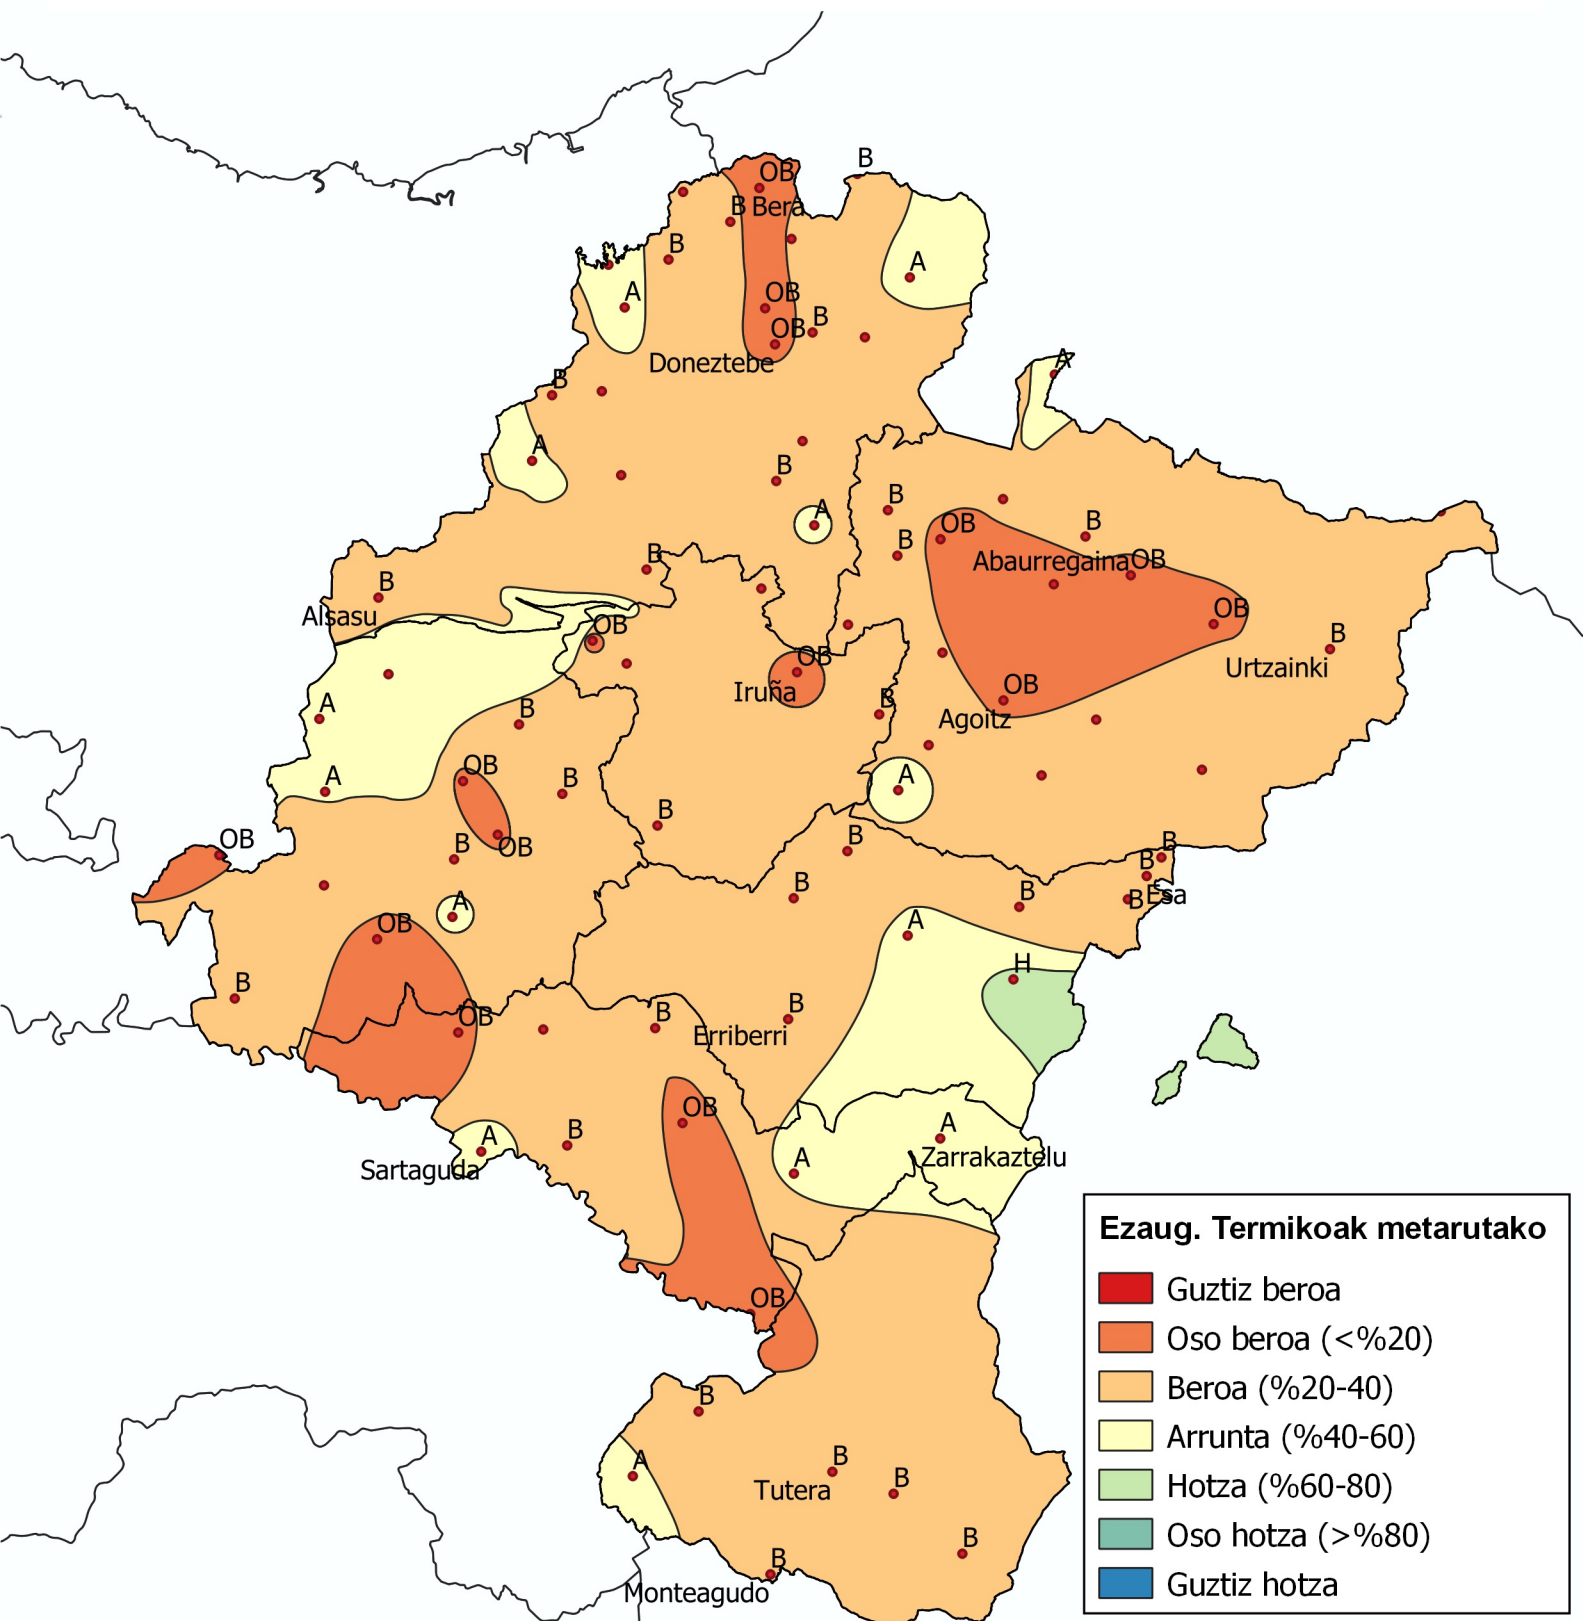 B
OB
B Bera
B
A
A
OB
OB B
Doneztebe
A
B
A
B
A
B
OB
B
B
Abaurregaina OB
B
B
Alsasu
OB
OB
B
OB
Iruña
Urtzainki
OB
A
B
B
Agoitz
OB
A
B
A
B
OB
B
OB
B
B
B
B
Esa
B
A
B
B
OB
A
H
B
OB
B
B
Erriberri
OB
A
B
A
Zarrakaztelu
A
Sartaguda
OB
B
A
B
Tutera
B
B
B
Monteagudo
Ezaug. Termikoak metarutako
Guztiz beroa
Oso beroa (<%20)
Beroa (%20-40)
Arrunta (%40-60)
Hotza (%60-80)
Oso hotza (>%80)
Guztiz hotza